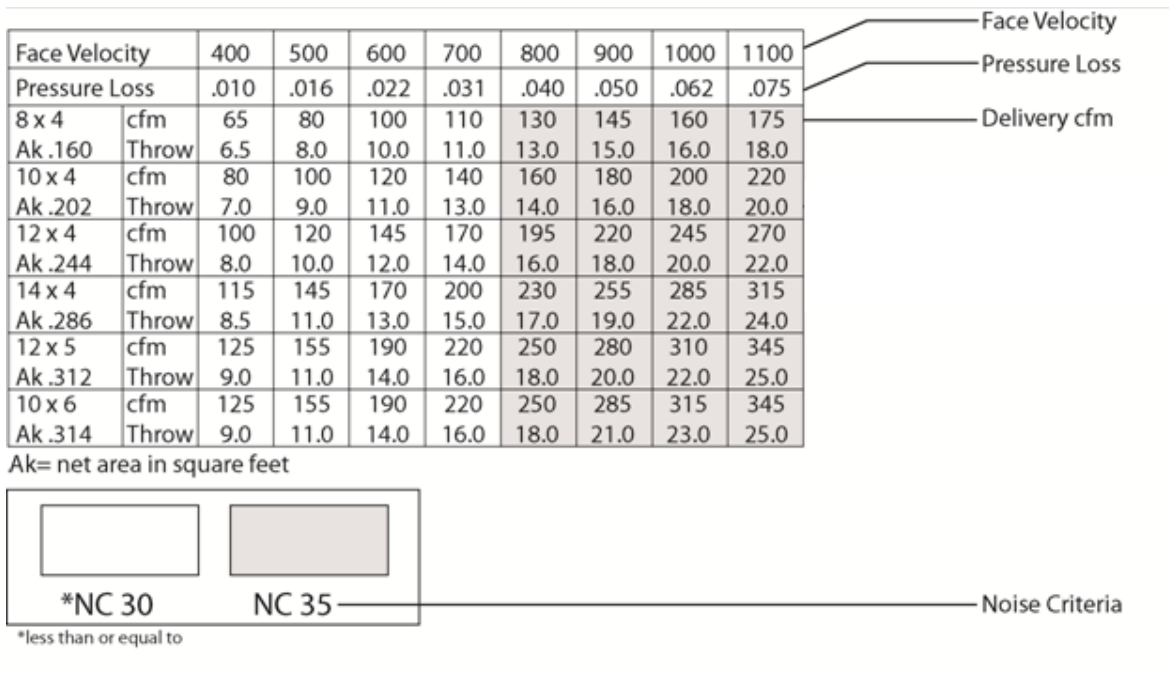 Face Velocity 400 500 600 700 800 900 1000 1100
Pressure Loss .010 .016 .022 .031 .040 .050 .062 .075
8 x 4 cfm 65 80 100 110 130 145 160 175
Ak .160 Throw 6.5 8.0 10.0 11.0 13.0 15.0 16.0 18.0
10 x 4 cfm 80 100 120 140 160 180 200 220
Ak .202 Throw 7.0 9.0 11.0 13.0 14.0 16.0 18.0 20.0
12 x 4 cfm 100 120 145 170 195 220 245 270
Ak .244 Throw 8.0 10.0 12.0 14.0 16.0 18.0 20.0 22.0
14 x 4 cfm 115 145 170 200 230 255 285 315
Ak .286 Throw 8.5 11.0 13.0 15.0 17.0 19.0 22.0 24.0
12 x 5 cfm 125 155 190 220 250 280 310 345
Ak .312 Throw 9.0 11.0 14.0 16.0 18.0 20.0 22.0 25.0
10 x 6 cfm 125 155 190 220 250 285 315 345
Ak .314 Throw 9.0 11.0 14.0 16.0 18.0 21.0 23.0 25.0
Face Velocity
Pressure Loss
Delivery cfm
Ak= net area in square feet
*NC 30 NC 35
Noise Criteria
*less than or equal to